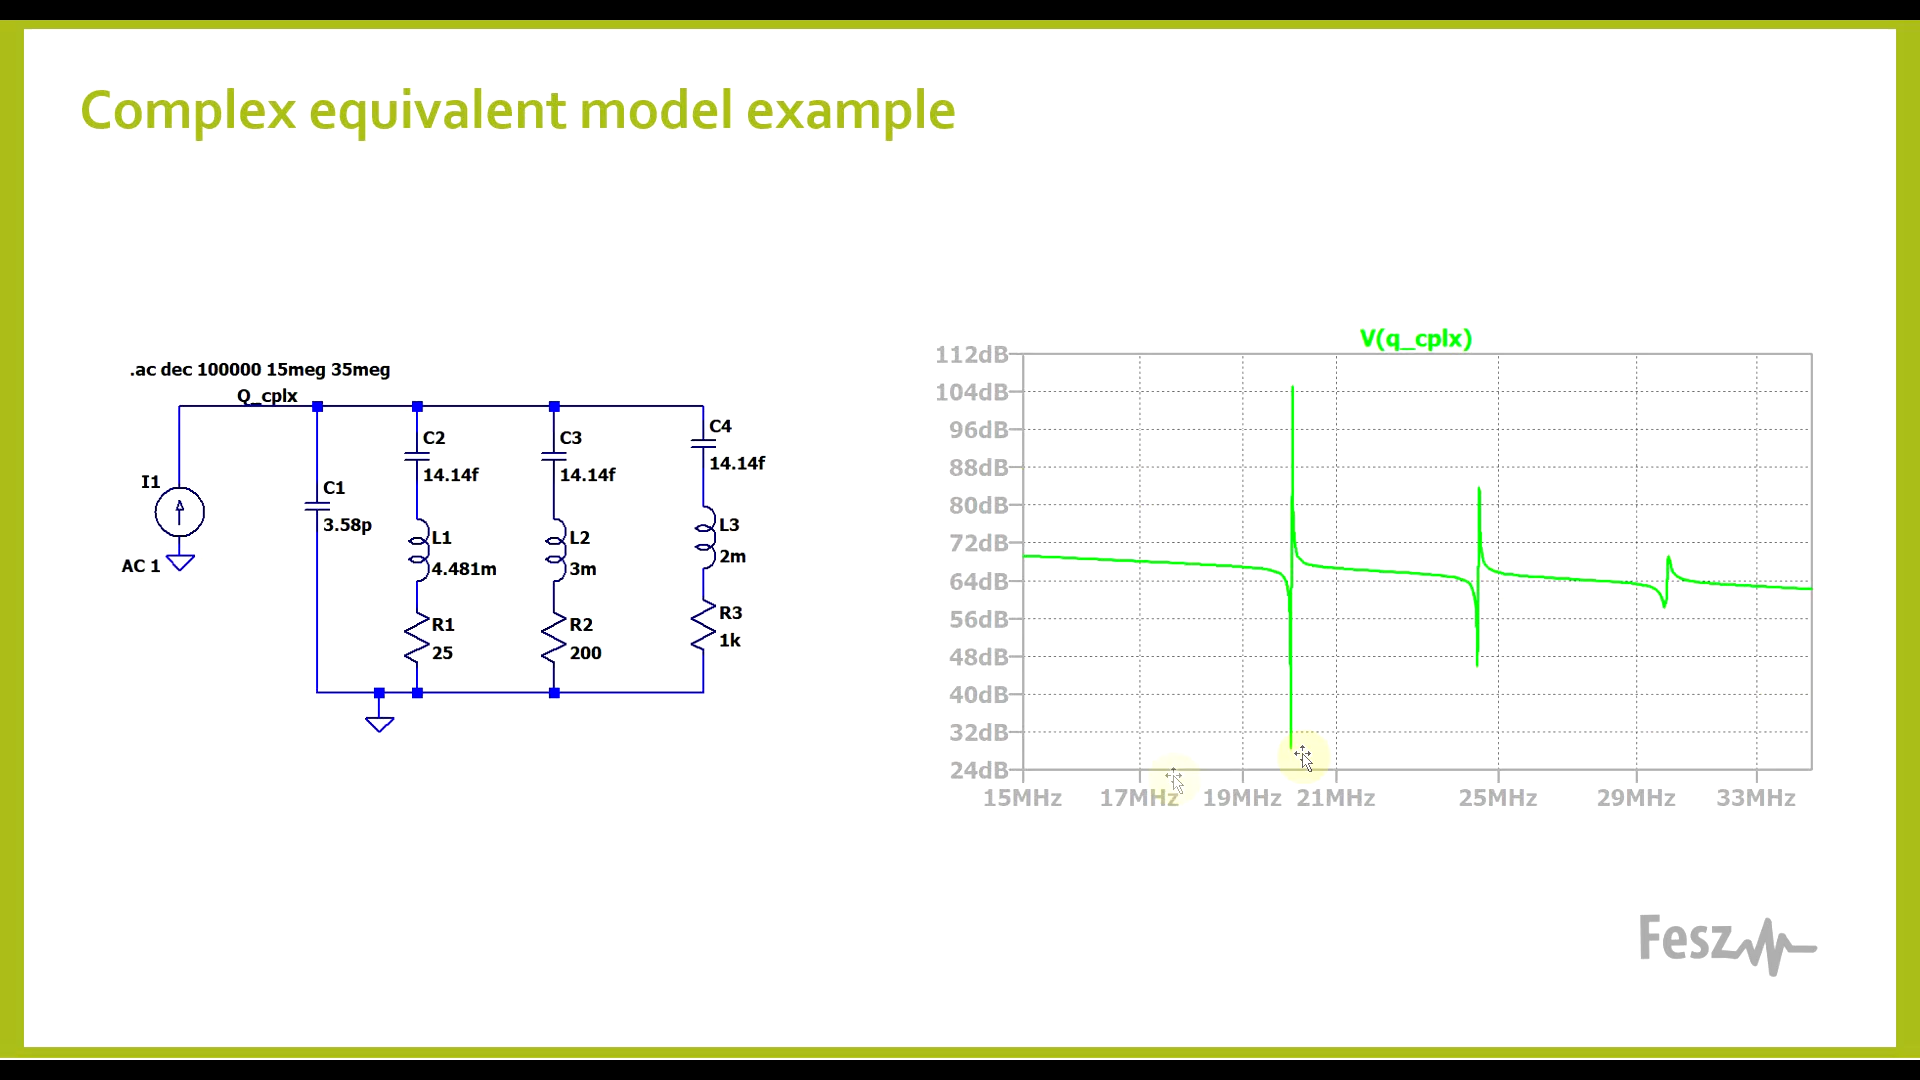 Complex equivalent model example
.ac dec 100000 15meg 35meg
Q_cplx
I1
AC 1
C1
3.58p
C2
14.14f
L1
4.481m
R1
25
C3
14.14f
L2
3m
R2
200
C4
14.14f
L3
2m
R3
1k
V(q_cplx)
112dB
104dB
96dB
88dB
80dB
72dB
64dB
56dB
48dB
40dB
32dB
24dB
15MHz 17MHz 19MHz 21MHz 25MHz 29MHz 33MHz
Fesz